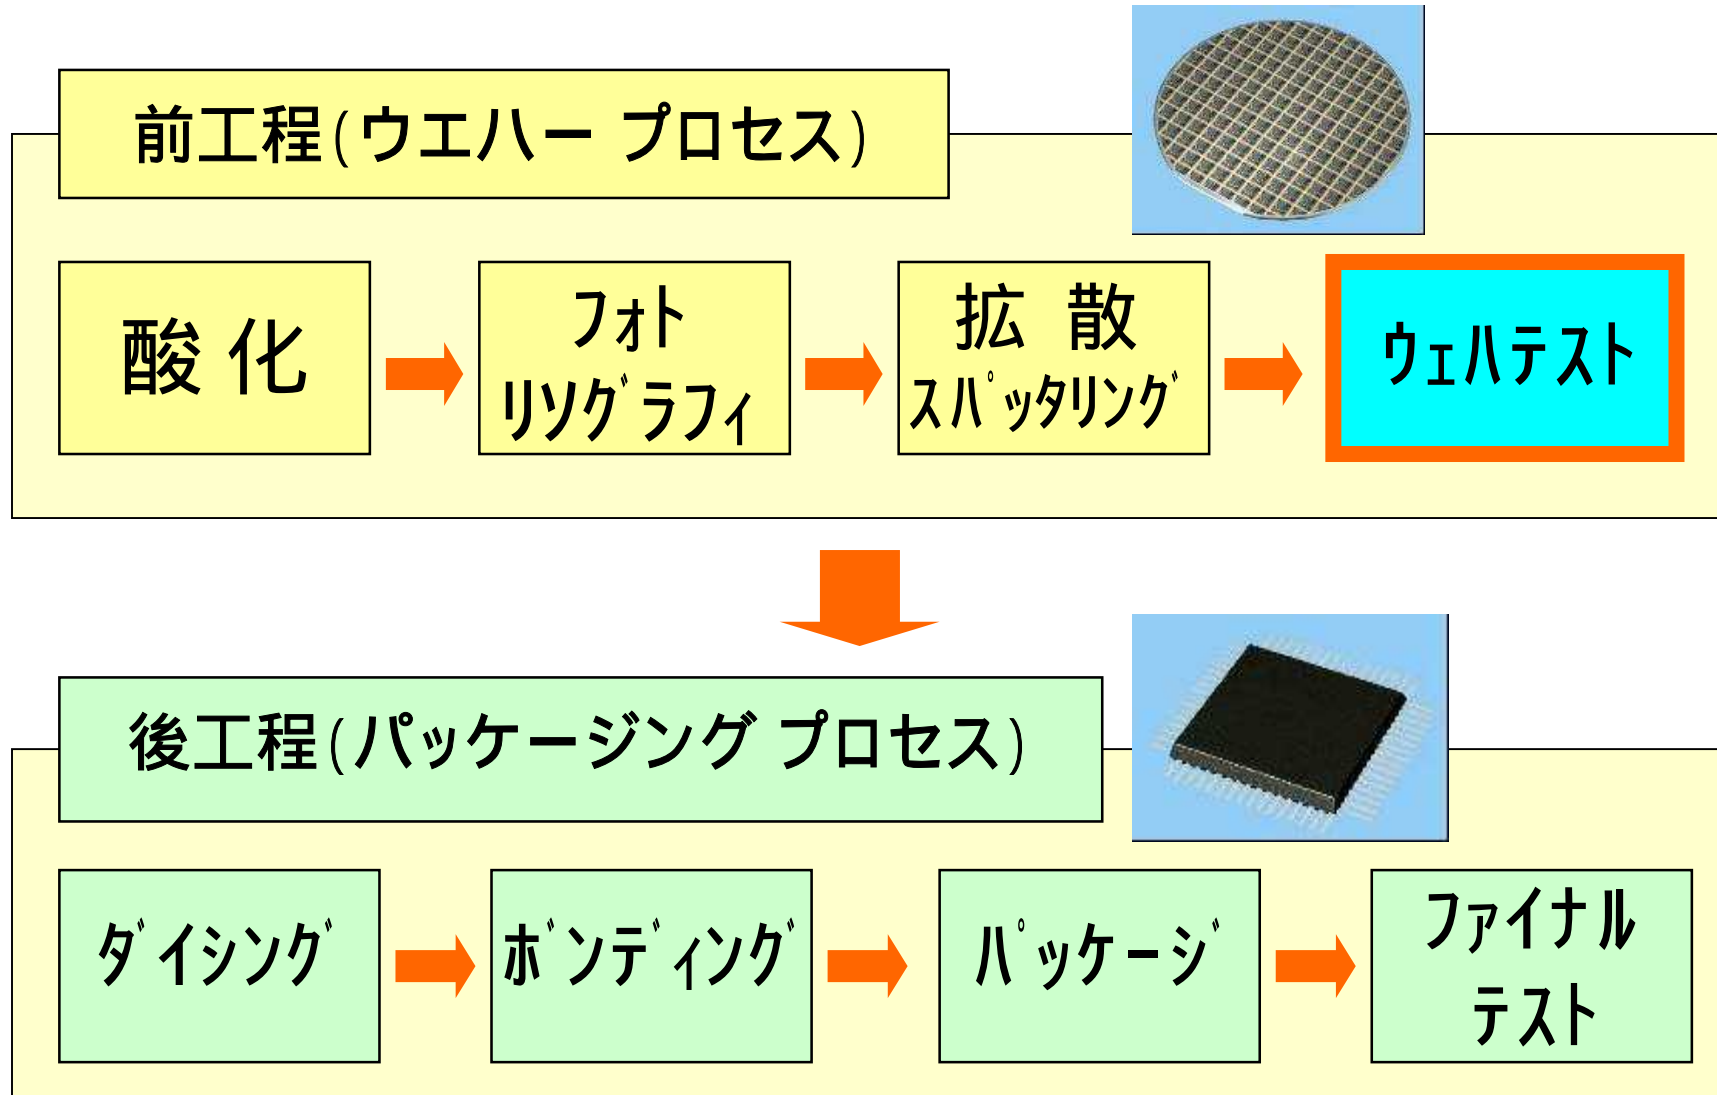 前工程(ウエハー プロセス)
酸 化
フォト
リソグラフィ
拡 散
スパッタリング
ウェハテスト
後工程(パッケージング プロセス)
ダイシング
ボンディング
パッケージ
ファイナル
テスト